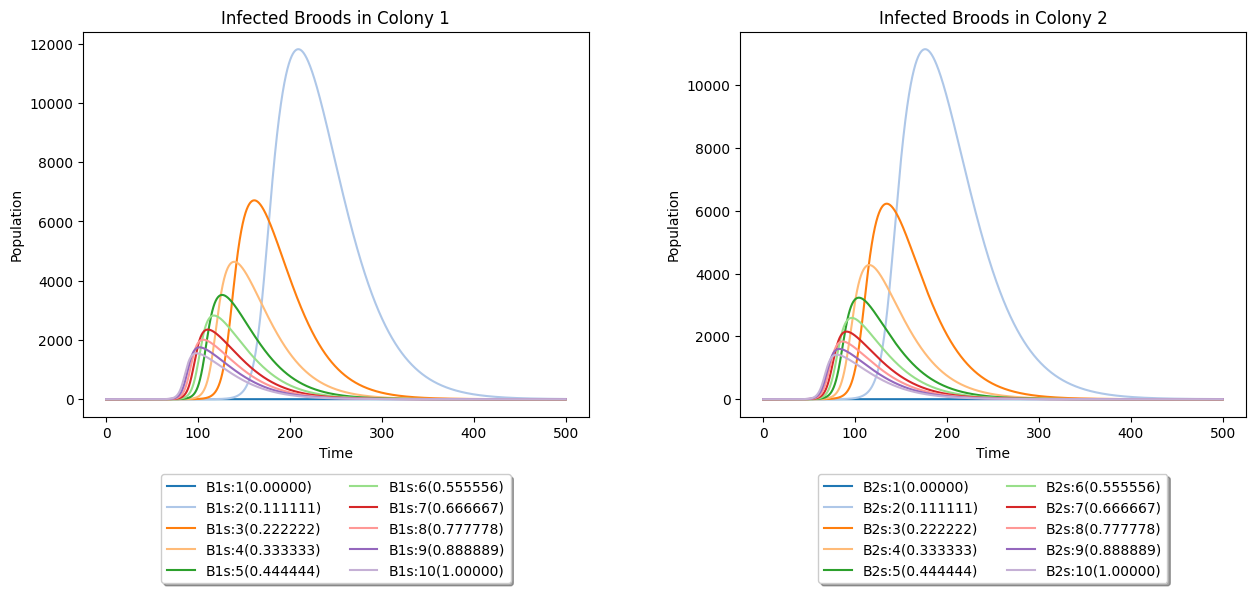 Infected Broods in Colony 1
12000
10000
8000
6000
4000
2000
0
Population
0 100 200 300 400 500
Time
B1s:1(0.00000)
B1s:2(0.111111)
B1s:3(0.222222)
B1s:4(0.333333)
B1s:5(0.444444)
B1s:6(0.555556)
B1s:7(0.666667)
B1s:8(0.777778)
B1s:9(0.888889)
B1s:10(1.00000)
Infected Broods in Colony 2
10000
8000
6000
4000
2000
0
Population
0 100 200 300 400 500
Time
B2s:1(0.00000)
B2s:2(0.111111)
B2s:3(0.222222)
B2s:4(0.333333)
B2s:5(0.444444)
B2s:6(0.555556)
B2s:7(0.666667)
B2s:8(0.777778)
B2s:9(0.888889)
B2s:10(1.00000)